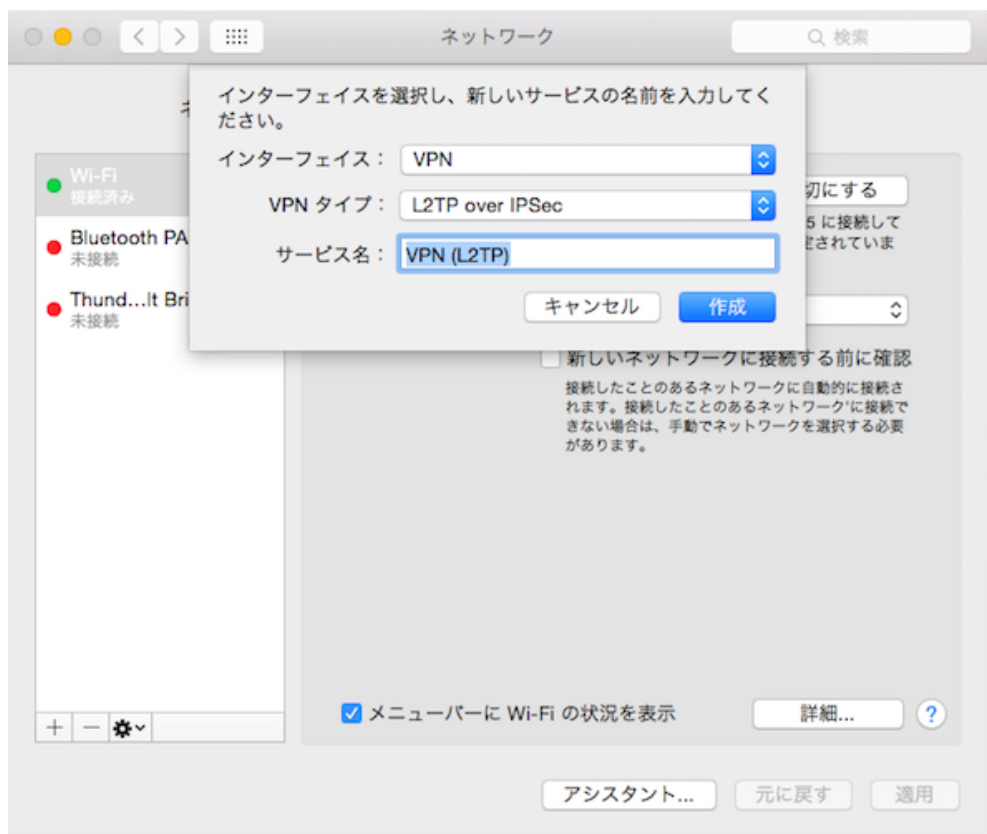 ネットワーク
検索
インターフェイスを選択し、新しいサービスの名前を入力してく
ださい。
インターフェイス：
VPN
VPN タイプ：
L2TP over IPSec
サービス名：
VPN (L2TP)
キャンセル
作成
Wi-Fi
接続済み
Bluetooth PA
未接続
Thund...lt Bri
未接続
切にする
5 に接続して
定されていま
新しいネットワークに接続する前に確認
接続したことのあるネットワークに自動的に接続さ
れます。接続したことのあるネットワーク'に接続で
きない場合は、手動でネットワークを選択する必要
があります。
メニューバーに Wi-Fi の状況を表示
詳細...
?
アシスタント...
元に戻す
適用